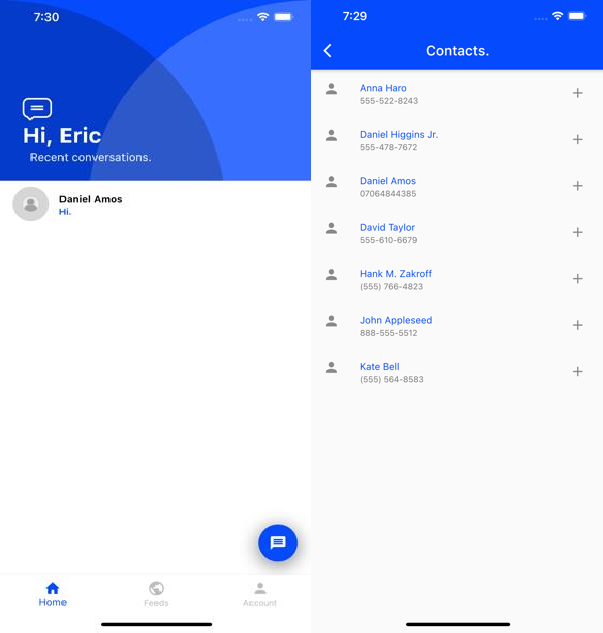 7:30
Hi, Eric
Recent conversations.
Daniel Amos
Hi.
Home
Feeds
Account
7:29
Contacts.
Anna Haro
555-522-8243
Daniel Higgins Jr.
555-478-7672
Daniel Amos
07064844385
David Taylor
555-610-6679
Hank M. Zakroff
(555) 766-4823
John Appleseed
888-555-5512
Kate Bell
(555) 564-8583